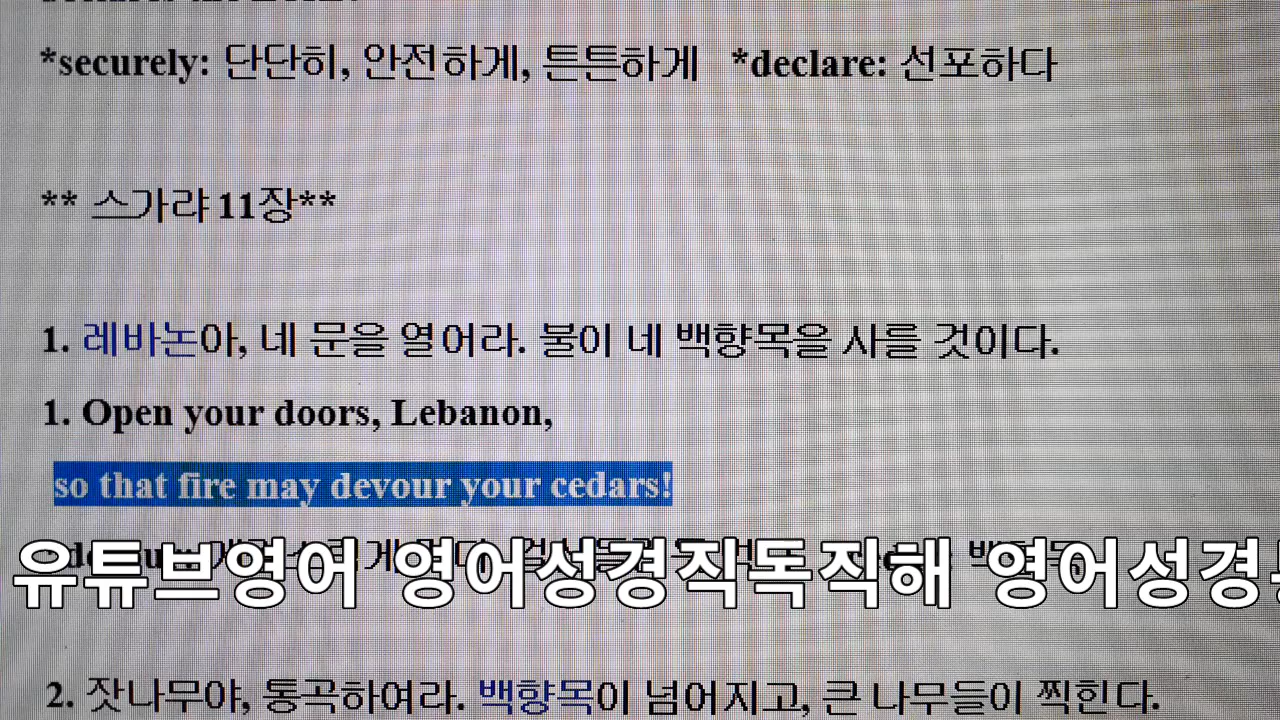 *securely: 단단히, 안전하게, 튼튼하게 *declare: 선포하다
** 스가랴 11장**
1. 레바논아, 네 문을 열어라. 불이 네 백향목을 사를 것이다.
1. Open your doors, Lebanon,
so that fire may devour your cedars!
유튜브영어 영어성경직독직해 영어성경
2. 잣나무야, 통곡하여라. 백향목이 넘어지고, 큰 나무들이 찍힌다.